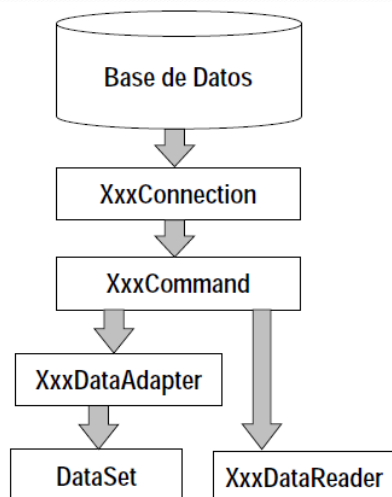 Base de Datos
XxxConnection
XxxCommand
XxxDataAdapter
DataSet
XxxDataReader